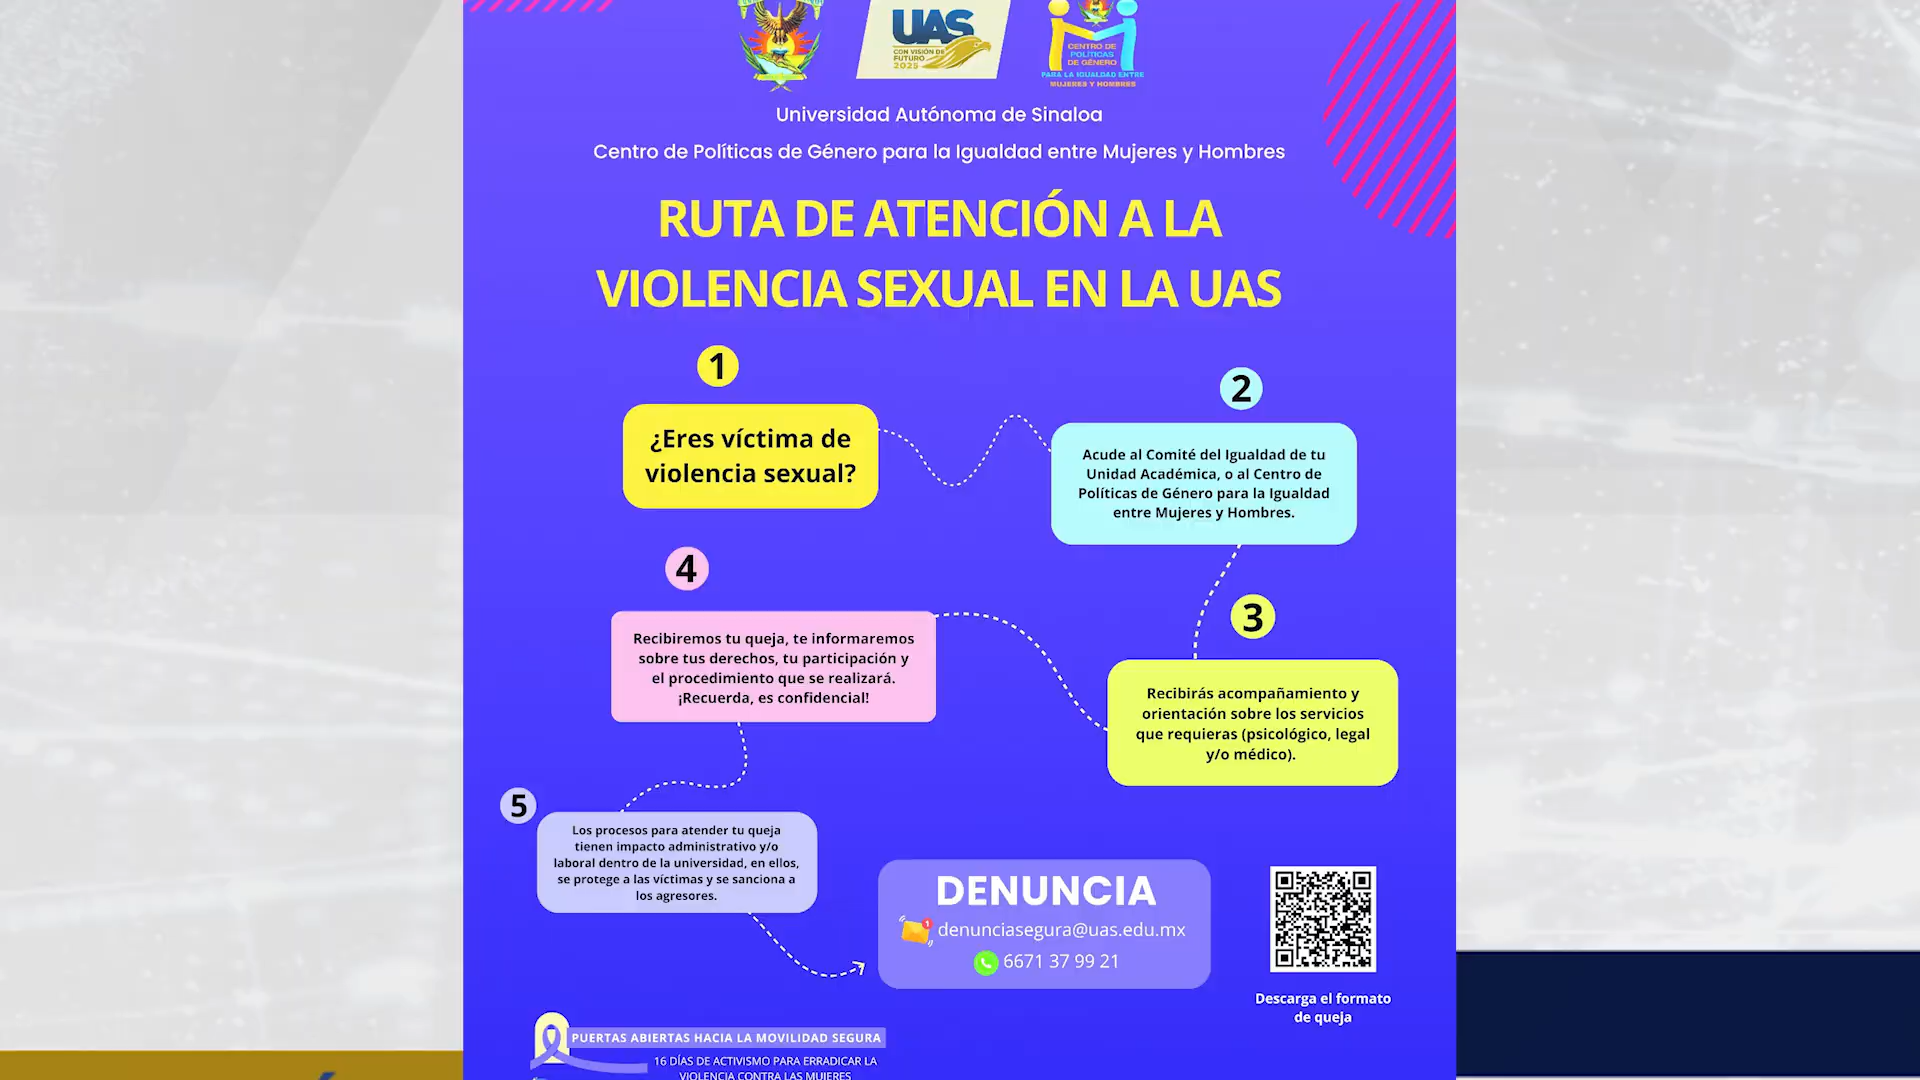 UAS
CON VISIÓN DE
FUTURO
2025
CENTRO DE
POLÍTICAS
DE GÉNERO
PARA LA IGUALDAD ENTRE
MUJERES Y HOMBRES
Universidad Autónoma de Sinaloa
Centro de Políticas de Género para la Igualdad entre Mujeres y Hombres
RUTA DE ATENCIÓN A LA
VIOLENCIA SEXUAL EN LA UAS
1
¿Eres víctima de
violencia sexual?
2
Acude al Comité del Igualdad de tu
Unidad Académica, o al Centro de
Políticas de Género para la Igualdad
entre Mujeres y Hombres.
3
Recibirás acompañamiento y
orientación sobre los servicios
que requieras (psicológico, legal
y/o médico).
4
Recibiremos tu queja, te informaremos
sobre tus derechos, tu participación y
el procedimiento que se realizará.
¡Recuerda, es confidencial!
5
Los procesos para atender tu queja
tienen impacto administrativo y/o
laboral dentro de la universidad, en ellos,
se protege a las víctimas y se sanciona a
los agresores.
DENUNCIA
1
denunciasegura@uas.edu.mx
6671 37 99 21
Descarga el formato
de queja
PUERTAS ABIERTAS HACIA LA MOVILIDAD SEGURA
16 DÍAS DE ACTIVISMO PARA ERRADICAR LA
VIOLENCIA CONTRA LAS MUJERES